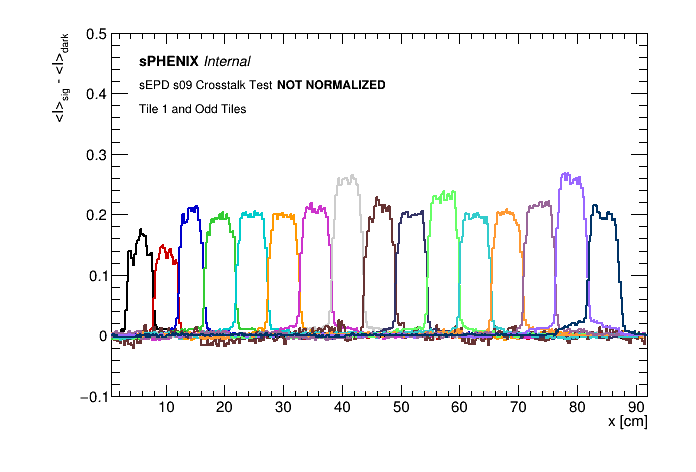 0.5
<I>sig - <I>dark
sPHENIX Internal
sEPD s09 Crosstalk Test NOT NORMALIZED
0.4
Tile 1 and Odd Tiles
0.3
0.2
0.1
0
−0.1
10 20 30 40 50 60 70 80 90
x [cm]